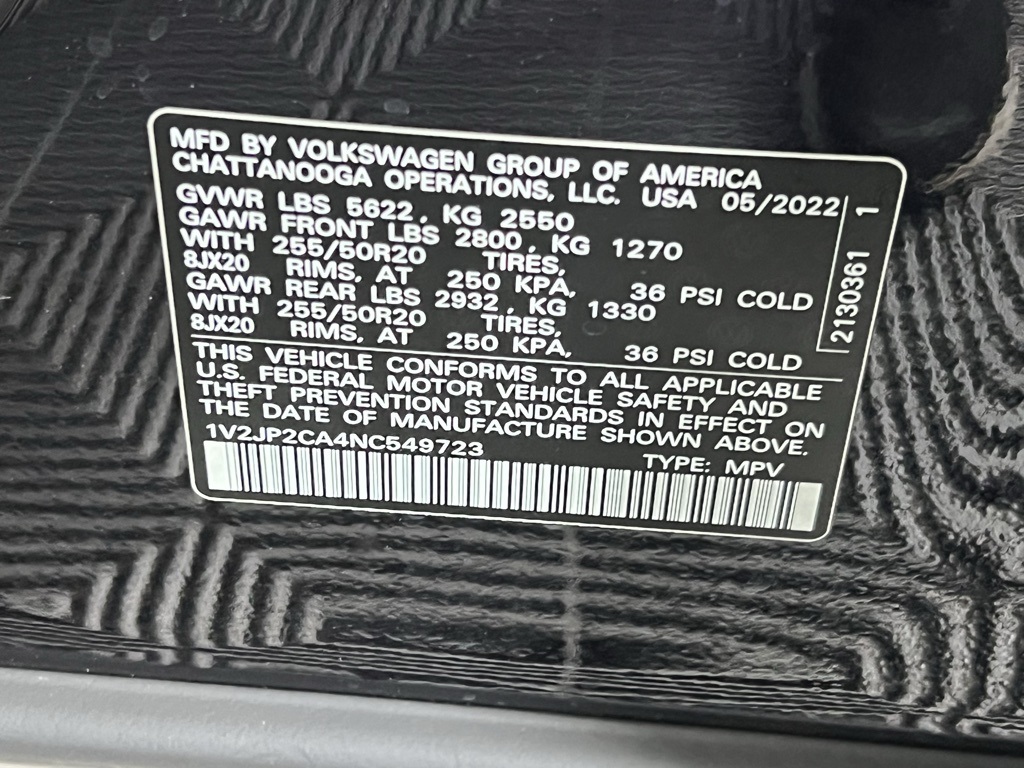 MFD BY VOLKSWAGEN GROUP OF AMERICA
CHATTANOOGA OPERATIONS, LLC. USA 05/2022
GVWR LBS 5622, KG 2550
GAWR FRONT LBS 2800, KG 1270
WITH 255/50R20 TIRES,
8JX20 RIMS, AT 250 KPA, 36 PSI COLD
GAWR REAR LBS 2932, KG 1330
WITH 255/50R20 TIRES,
8JX20 RIMS, AT 250 KPA, 36 PSI COLD
THIS VEHICLE CONFORMS TO ALL APPLICABLE
U.S. FEDERAL MOTOR VEHICLE SAFETY AND
THEFT PREVENTION STANDARDS IN EFFECT ON
THE DATE OF MANUFACTURE SHOWN ABOVE.
1V2JP2CA4NC549723 TYPE: MPV
2130361 1